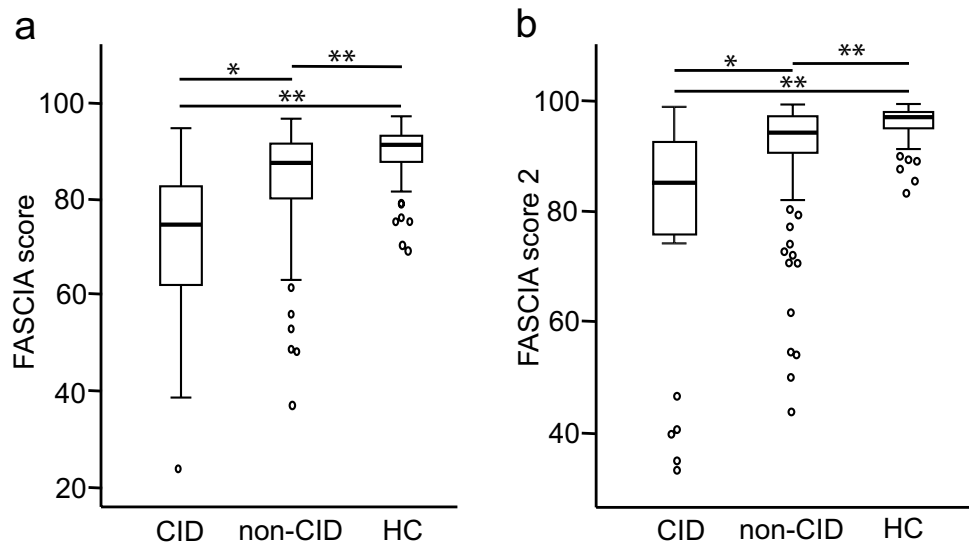 a
FASCIA score
100
80
60
40
20
*
**
**
CID non-CID HC
b
FASCIA score 2
100
80
60
40
*
**
**
CID non-CID HC